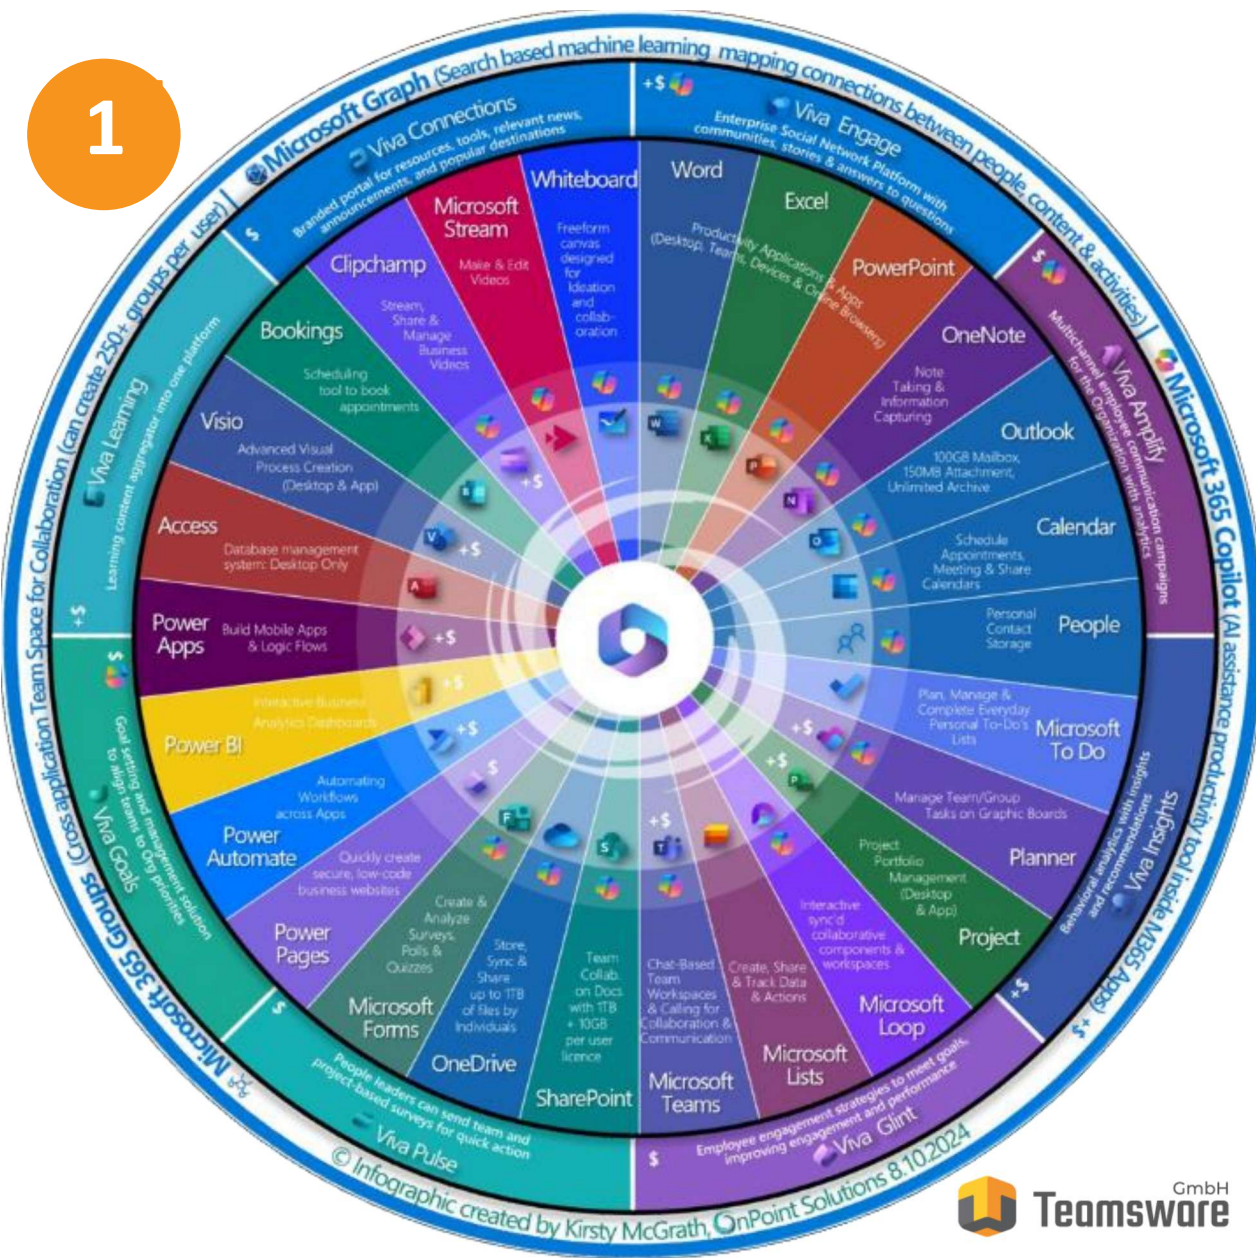 1
Microsoft Graph (Search based machine learning mapping connections between people, content & activities)
Microsoft 365 Copilot (AI assistance productivity tool inside M365 Apps) +$
Microsoft 365 Groups (Cross application Team Space for Collaboration (can create 250+ groups per user)
© Infographic created by Kirsty McGrath, OnPoint Solutions 8.10.2024
$
Viva Connections
Branded portal for resources, tools, relevant news,
announcements, and popular destinations
+$
Viva Engage
Enterprise Social Network Platform with
communities, stories & answers to questions
$
Viva Amplify
Multichannel employee communication campaigns
for the Organization with analytics
Viva Insights
Behavioral analytics with insights
and recommendations
+$
$
Employee engagement strategies to meet goals,
improving engagement and performance
Viva Glint
$
People leaders can send team and
project-based surveys for quick action
Viva Pulse
$
Goal setting and management solution
to align teams to Org priorities
Viva Goals
+$
Viva Learning
Learning content aggregator into one platform
Word
Excel
PowerPoint
Productivity Applications & Apps
(Desktop, Teams, Devices & Online Browsers)
OneNote
Note
Taking &
Information
Capturing
Outlook
100GB Mailbox,
150MB Attachment,
Unlimited Archive
Calendar
Schedule
Appointments,
Meeting & Share
Calendars
People
Personal
Contact
Storage
Microsoft
To Do
Plan, Manage &
Complete Everyday
Personal To-Do's
Lists
Planner
Manage Team/Group
Tasks on Graphic Boards
+$
Project
Project
Portfolio
Management
(Desktop
& App)
+$
Microsoft
Loop
Interactive
sync'd
collaborative
components &
workspaces
Microsoft
Lists
Create, Share
& Track Data
& Actions
Microsoft
Teams
Chat-Based
Team
Workspaces
& Calling for
Collaboration &
Communication
+$
SharePoint
Team
Collab.
on Docs
with 1TB
+ 10GB
per user
licence
OneDrive
Store,
Sync &
Share
up to 1TB
of files by
Individuals
Microsoft
Forms
Create &
Analyze
Surveys,
Polls &
Quizzes
Power
Pages
Quickly create
secure, low-code
business websites
$
Power
Automate
Automating
Workflows
across Apps
+$
Power BI
Interactive Business
Analytics Dashboards
+$
Power
Apps
Build Mobile Apps
& Logic Flows
+$
Access
Database management
system: Desktop Only
Visio
Advanced Visual
Process Creation
(Desktop & App)
+$
Bookings
Scheduling
tool to book
appointments
Clipchamp
Stream,
Share &
Manage
Business
Videos
+$
Microsoft
Stream
Make & Edit
Videos
Whiteboard
Freeform
canvas
designed
for
Ideation
and
collab-
oration
W
X
P
N
O
P
T
S
F
A
V
B
GmbH
Teamsware